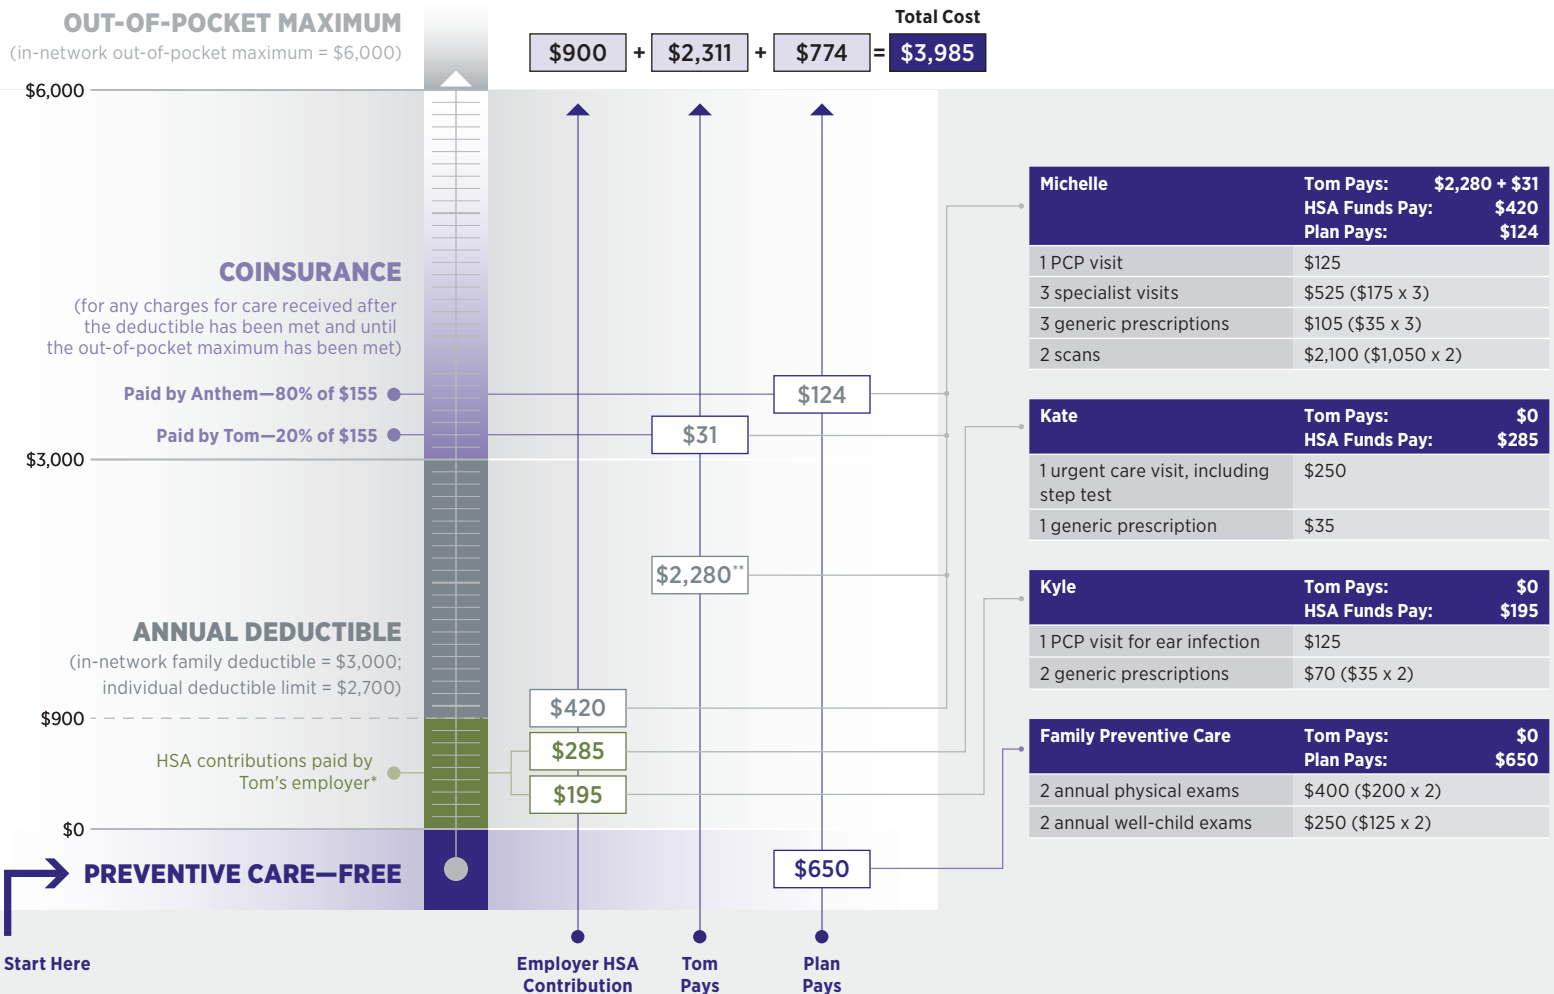 Total Cost
$900 + $2,311 + $774 = $3,985
OUT-OF-POCKET MAXIMUM
(in-network out-of-pocket maximum = $6,000)
$6,000
COINSURANCE
(for any charges for care received after
the deductible has been met and until
the out-of-pocket maximum has been met)
Paid by Anthem—80% of $155
$124
Paid by Tom—20% of $155
$31
$3,000
$2,280**
ANNUAL DEDUCTIBLE
(in-network family deductible = $3,000;
individual deductible limit = $2,700)
$420
$900
$285
HSA contributions paid by
Tom's employer*
$195
$0
PREVENTIVE CARE—FREE
$650
Start Here
Employer HSA
Contribution
Tom
Pays
Plan
Pays
Michelle Tom Pays: $2,280 + $31
HSA Funds Pay: $420
Plan Pays: $124
1 PCP visit $125
3 specialist visits $525 ($175 x 3)
3 generic prescriptions $105 ($35 x 3)
2 scans $2,100 ($1,050 x 2)
Kate Tom Pays: $0
HSA Funds Pay: $285
1 urgent care visit, including $250
step test
1 generic prescription $35
Kyle Tom Pays: $0
HSA Funds Pay: $195
1 PCP visit for ear infection $125
2 generic prescriptions $70 ($35 x 2)
Family Preventive Care Tom Pays: $0
Plan Pays: $650
2 annual physical exams $400 ($200 x 2)
2 annual well-child exams $250 ($125 x 2)